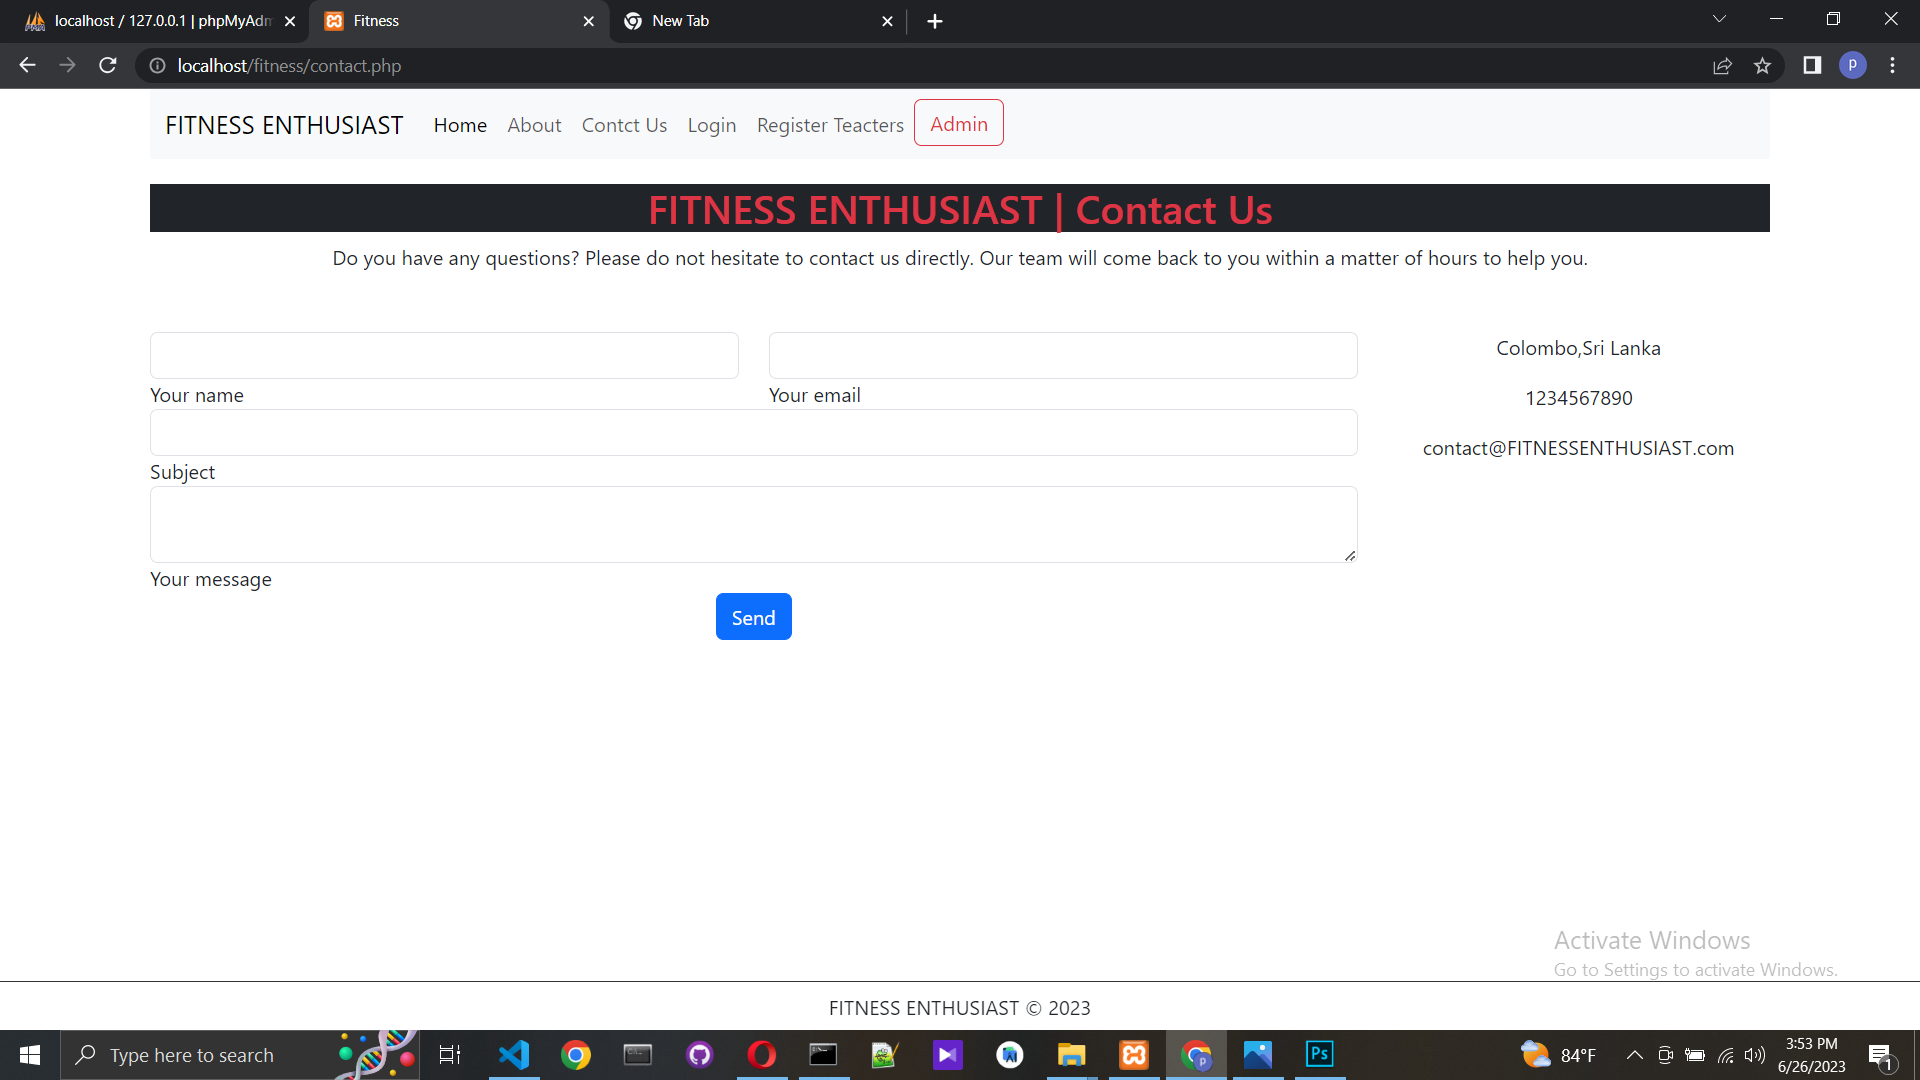 localhost / 127.0.0.1 | phpMyAdm
Fitness
New Tab
localhost/fitness/contact.php
P
FITNESS ENTHUSIAST Home About Contct Us Login Register Teacters Admin
FITNESS ENTHUSIAST | Contact Us
Do you have any questions? Please do not hesitate to contact us directly. Our team will come back to you within a matter of hours to help you.
Your name
Your email
Subject
Your message
Send
Colombo,Sri Lanka
1234567890
contact@FITNESSENTHUSIAST.com
Activate Windows
Go to Settings to activate Windows.
FITNESS ENTHUSIAST © 2023
Type here to search
Ps
84°F
3:53 PM
6/26/2023
1